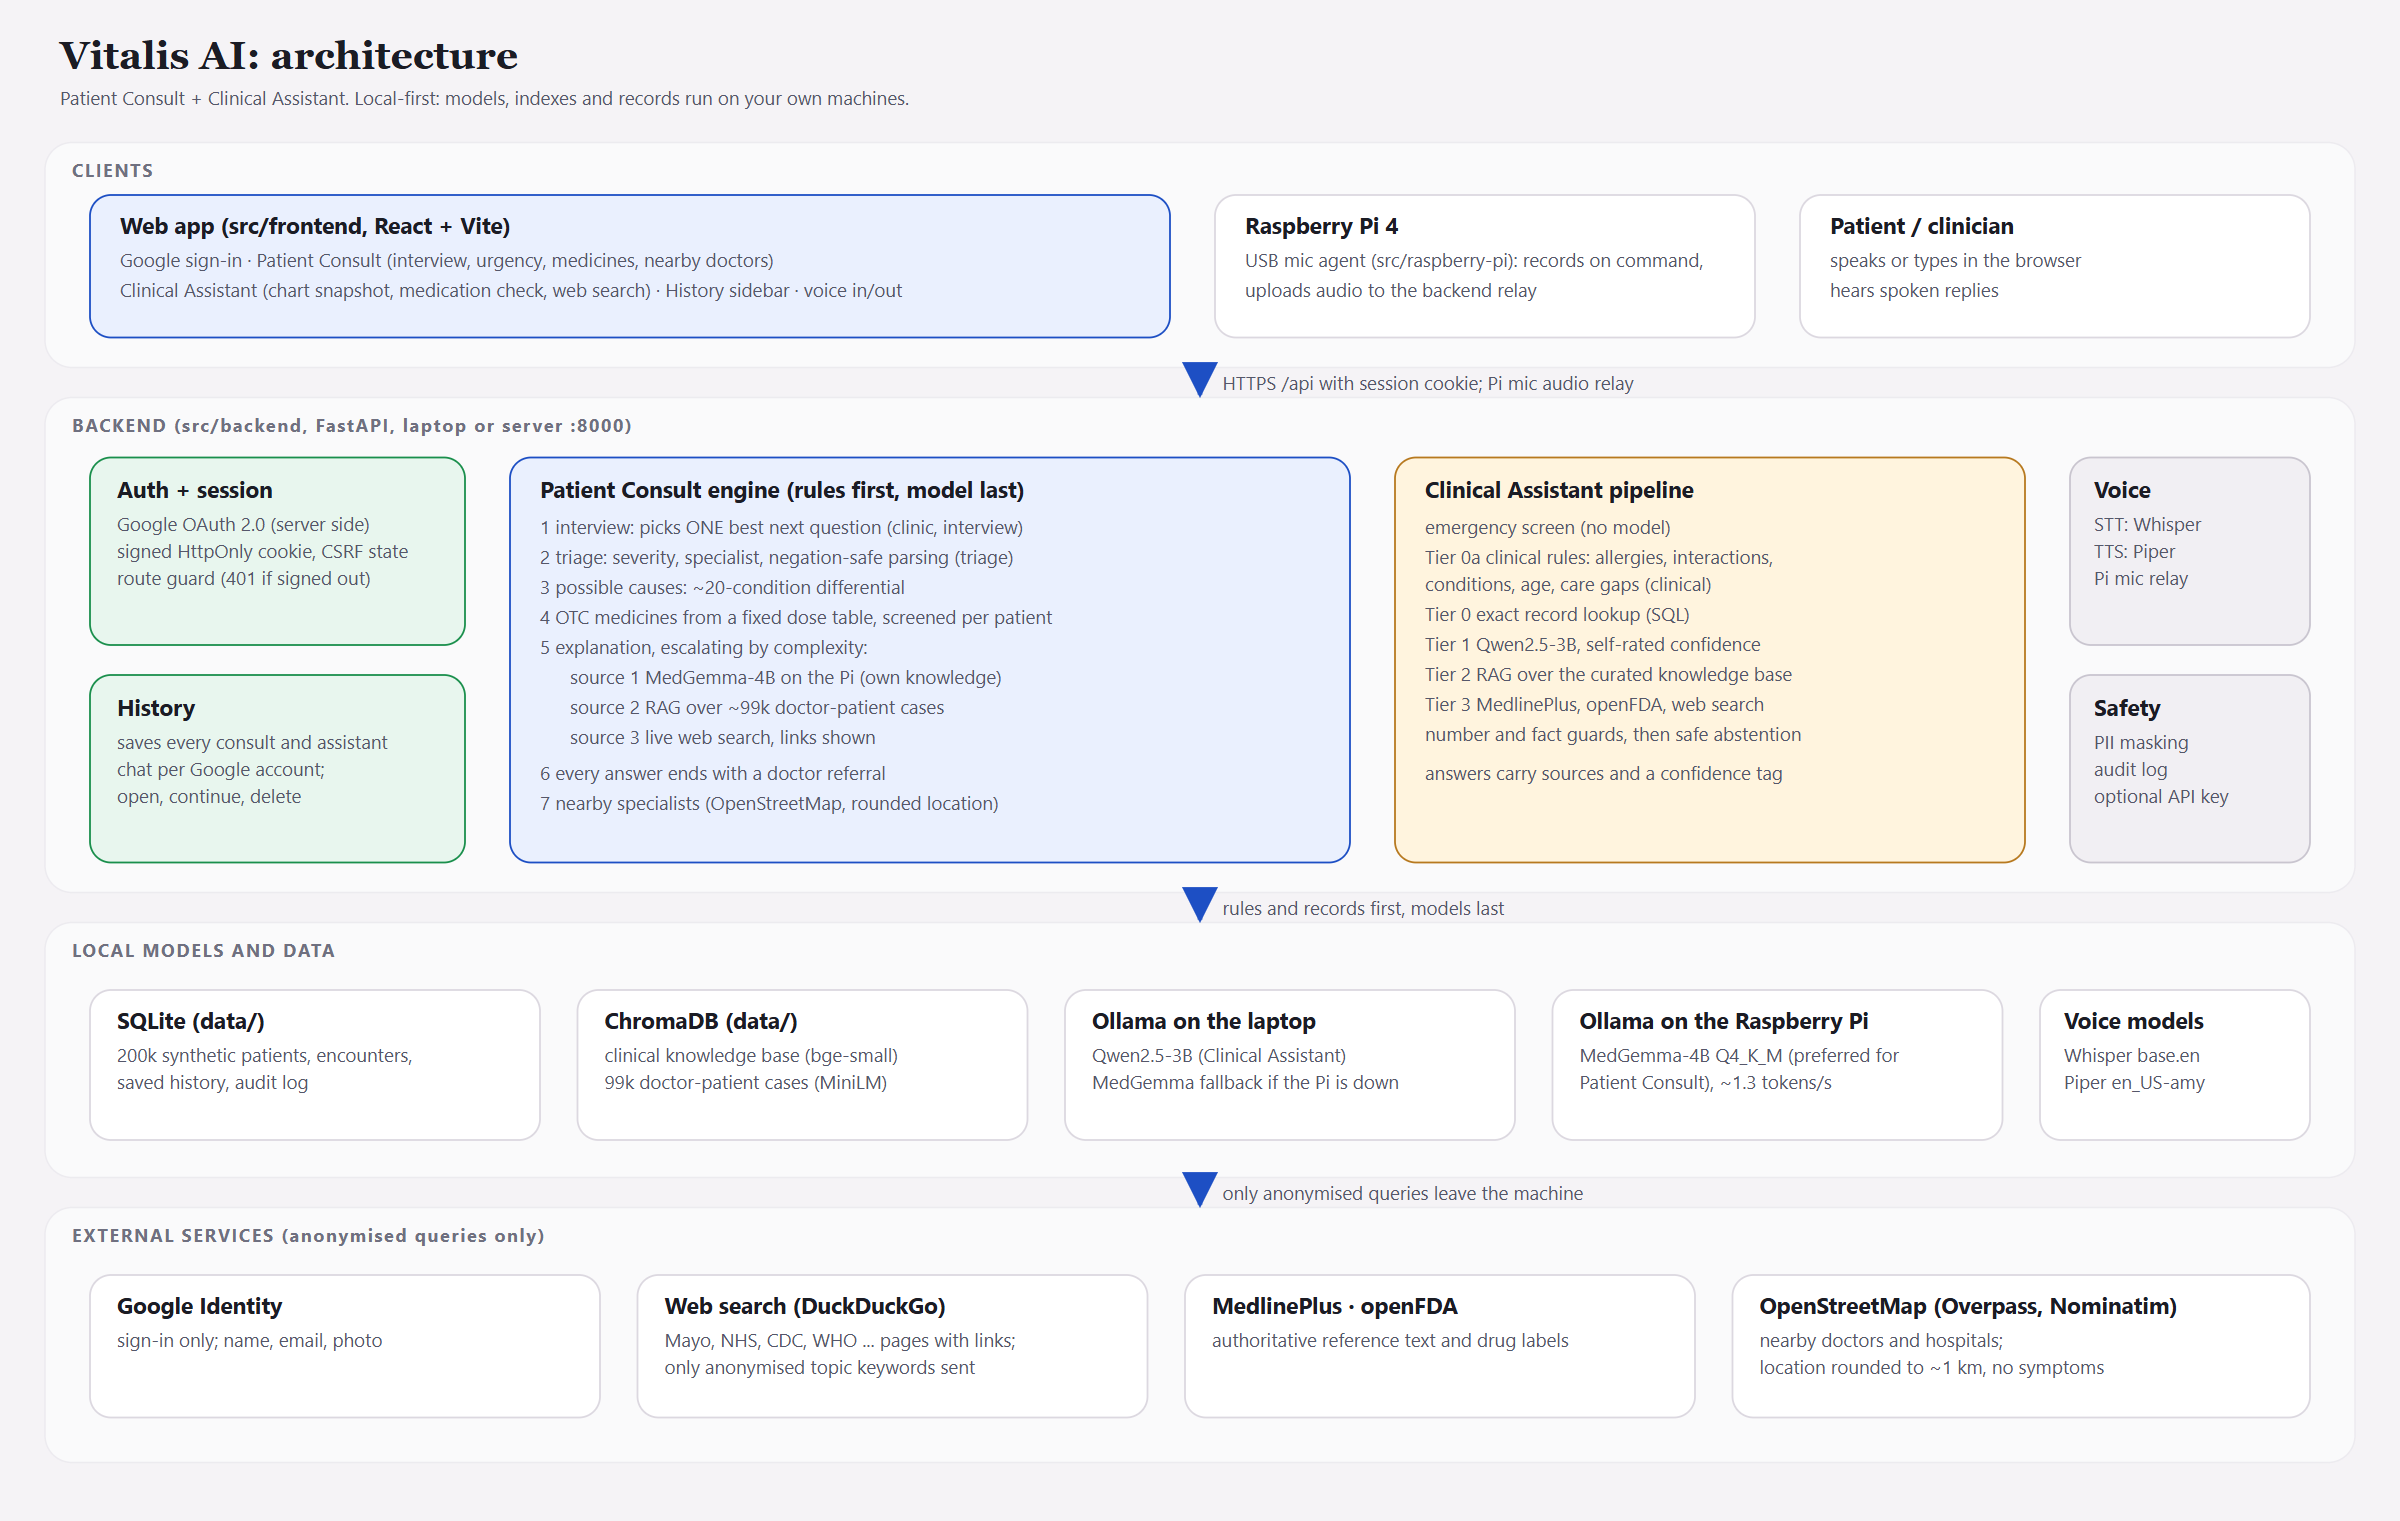 Vitalis AI: architecture
Patient Consult + Clinical Assistant. Local-first: models, indexes and records run on your own machines.
CLIENTS
Web app (src/frontend, React + Vite)
Google sign-in · Patient Consult (interview, urgency, medicines, nearby doctors)
Clinical Assistant (chart snapshot, medication check, web search) · History sidebar · voice in/out
Raspberry Pi 4
USB mic agent (src/raspberry-pi): records on command,
uploads audio to the backend relay
Patient / clinician
speaks or types in the browser
hears spoken replies
HTTPS /api with session cookie; Pi mic audio relay
BACKEND (src/backend, FastAPI, laptop or server :8000)
Auth + session
Google OAuth 2.0 (server side)
signed HttpOnly cookie, CSRF state
route guard (401 if signed out)
History
saves every consult and assistant
chat per Google account;
open, continue, delete
Patient Consult engine (rules first, model last)
1 interview: picks ONE best next question (clinic, interview)
2 triage: severity, specialist, negation-safe parsing (triage)
3 possible causes: ~20-condition differential
4 OTC medicines from a fixed dose table, screened per patient
5 explanation, escalating by complexity:
source 1 MedGemma-4B on the Pi (own knowledge)
source 2 RAG over ~99k doctor-patient cases
source 3 live web search, links shown
6 every answer ends with a doctor referral
7 nearby specialists (OpenStreetMap, rounded location)
Clinical Assistant pipeline
emergency screen (no model)
Tier 0a clinical rules: allergies, interactions,
conditions, age, care gaps (clinical)
Tier 0 exact record lookup (SQL)
Tier 1 Qwen2.5-3B, self-rated confidence
Tier 2 RAG over the curated knowledge base
Tier 3 MedlinePlus, openFDA, web search
number and fact guards, then safe abstention
answers carry sources and a confidence tag
Voice
STT: Whisper
TTS: Piper
Pi mic relay
Safety
PII masking
audit log
optional API key
rules and records first, models last
LOCAL MODELS AND DATA
SQLite (data/)
200k synthetic patients, encounters,
saved history, audit log
ChromaDB (data/)
clinical knowledge base (bge-small)
99k doctor-patient cases (MiniLM)
Ollama on the laptop
Qwen2.5-3B (Clinical Assistant)
MedGemma fallback if the Pi is down
Ollama on the Raspberry Pi
MedGemma-4B Q4_K_M (preferred for
Patient Consult), ~1.3 tokens/s
Voice models
Whisper base.en
Piper en_US-amy
only anonymised queries leave the machine
EXTERNAL SERVICES (anonymised queries only)
Google Identity
sign-in only; name, email, photo
Web search (DuckDuckGo)
Mayo, NHS, CDC, WHO ... pages with links;
only anonymised topic keywords sent
MedlinePlus · openFDA
authoritative reference text and drug labels
OpenStreetMap (Overpass, Nominatim)
nearby doctors and hospitals;
location rounded to ~1 km, no symptoms